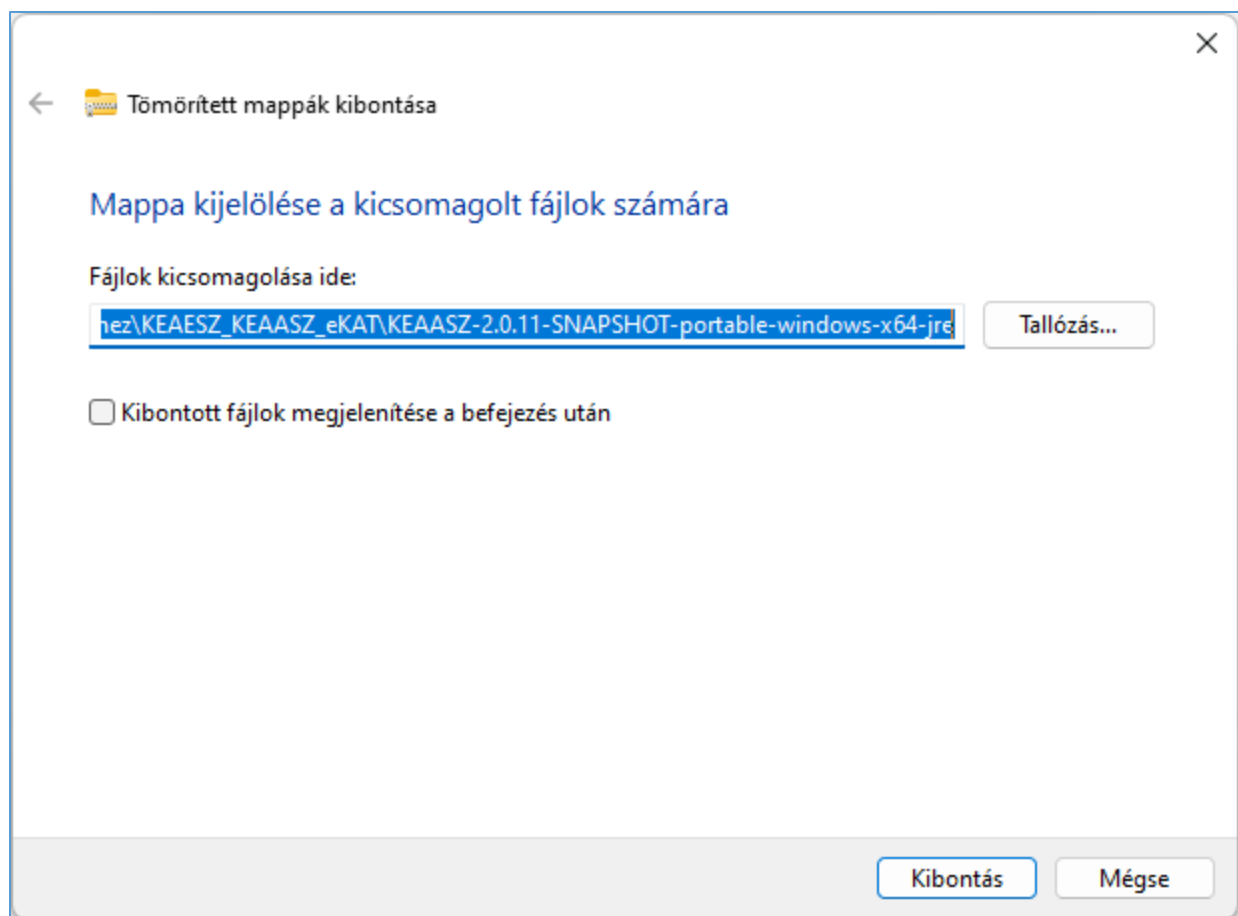 Tömörített mappák kibontása
Mappa kijelölése a kicsomagolt fájlok számára
Fájlok kicsomagolása ide:
\KEAESZ_KEAASZ_eKAT\KEAASZ-2.0.11-SNAPSHOT-portable-windows-x64-jre
Tallózás...
Kibontott fájlok megjelenítése a befejezés után
Kibontás
Mégse